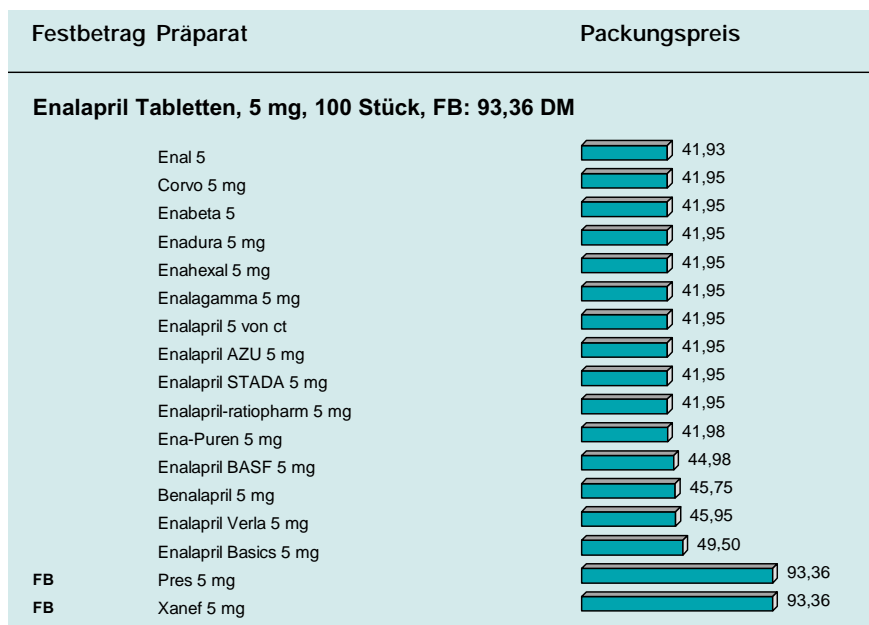 Festbetrag Präparat Packungspreis
Enalapril Tabletten, 5 mg, 100 Stück, FB: 93,36 DM
Enal 5 41,93
Corvo 5 mg 41,95
Enabeta 5 41,95
Enadura 5 mg 41,95
Enahexal 5 mg 41,95
Enalagamma 5 mg 41,95
Enalapril 5 von ct 41,95
Enalapril AZU 5 mg 41,95
Enalapril STADA 5 mg 41,95
Enalapril-ratiopharm 5 mg 41,95
Ena-Puren 5 mg 41,98
Enalapril BASF 5 mg 44,98
Benalapril 5 mg 45,75
Enalapril Verla 5 mg 45,95
Enalapril Basics 5 mg 49,50
FB Pres 5 mg 93,36
FB Xanef 5 mg 93,36